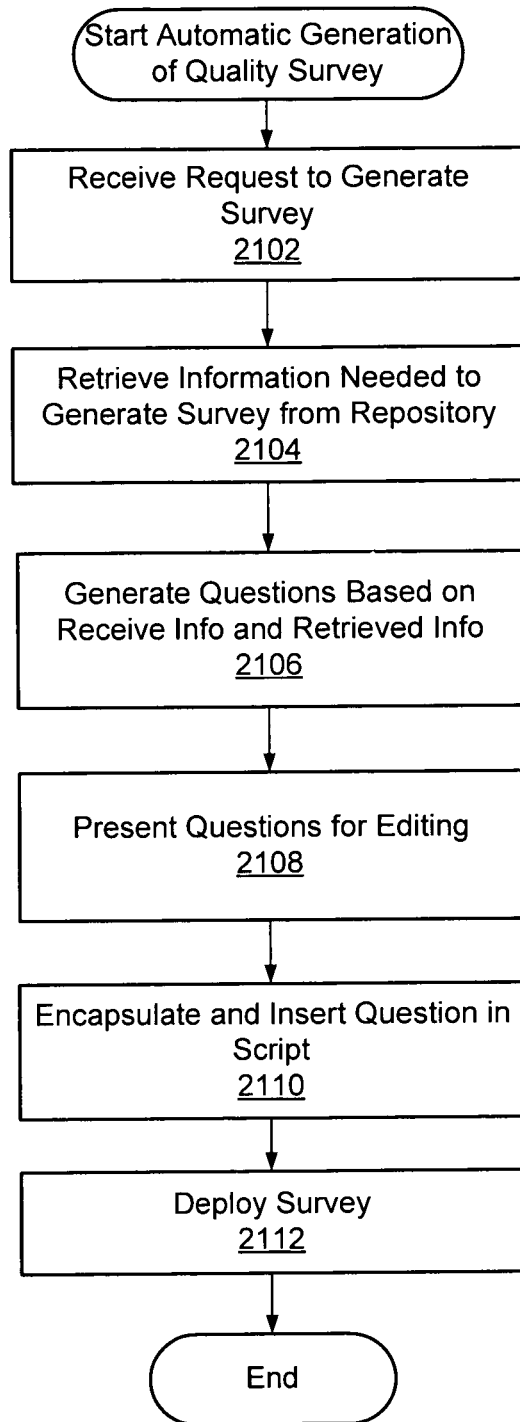 Start Automatic Generation
of Quality Survey
Receive Request to Generate
Survey
2102
Retrieve Information Needed to
Generate Survey from Repository
2104
Generate Questions Based on
Receive Info and Retrieved Info
2106
Present Questions for Editing
2108
Encapsulate and Insert Question in
Script
2110
Deploy Survey
2112
End